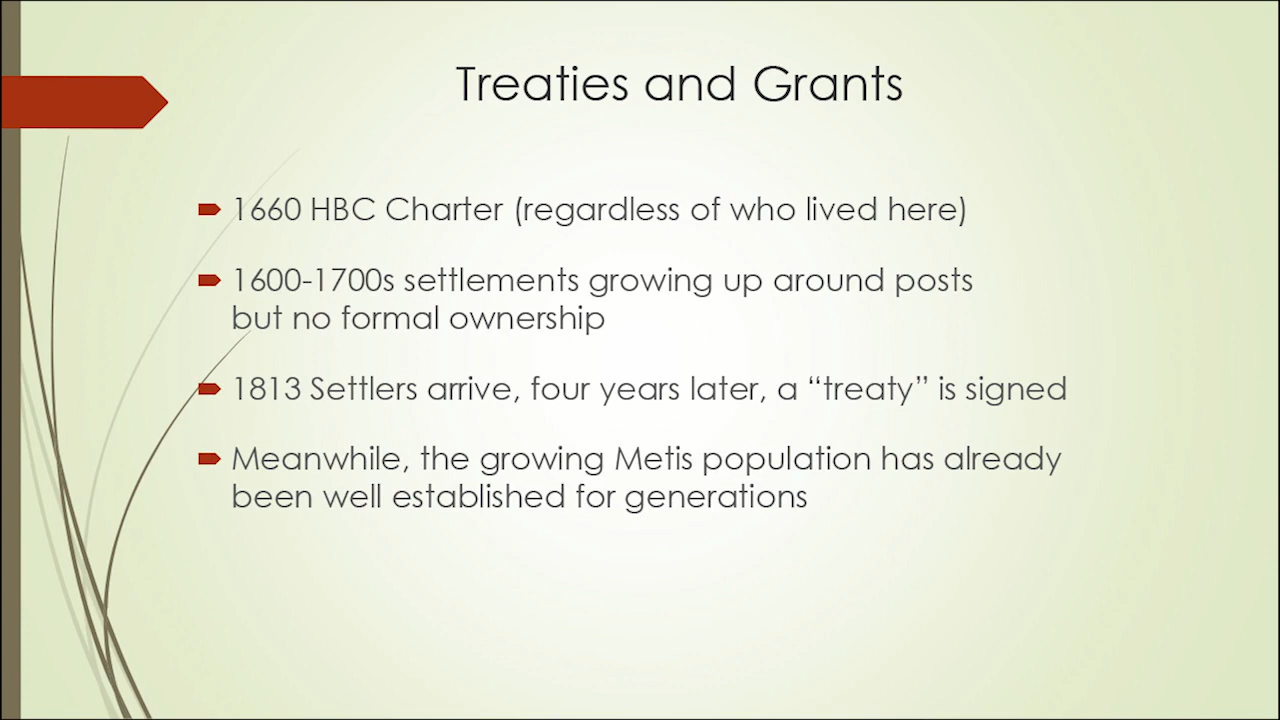 Treaties and Grants
1660 HBC Charter (regardless of who lived here)
1600-1700s settlements growing up around posts
but no formal ownership
1813 Settlers arrive, four years later, a “treaty” is signed
Meanwhile, the growing Metis population has already
been well established for generations